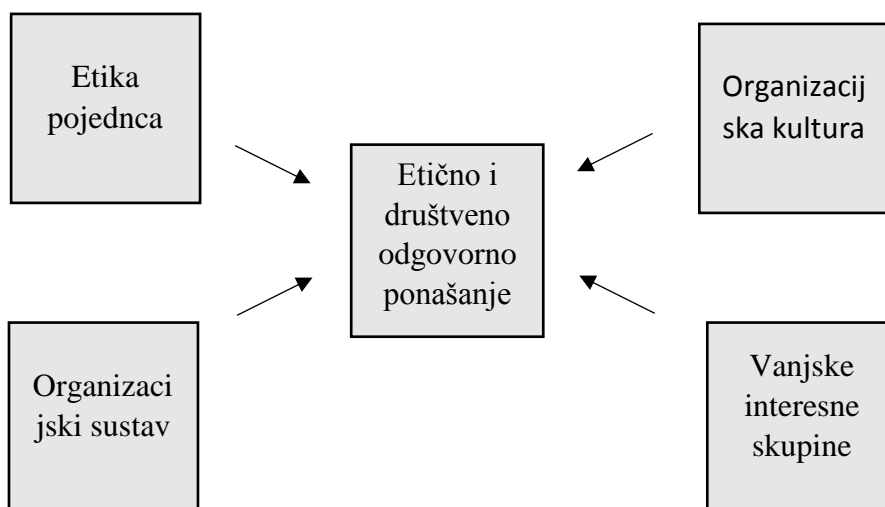 Etika
pojednca
Organizacij
ska kultura
Etično i
društveno
odgovorno
ponašanje
Organizaci
jski sustav
Vanjske
interesne
skupine